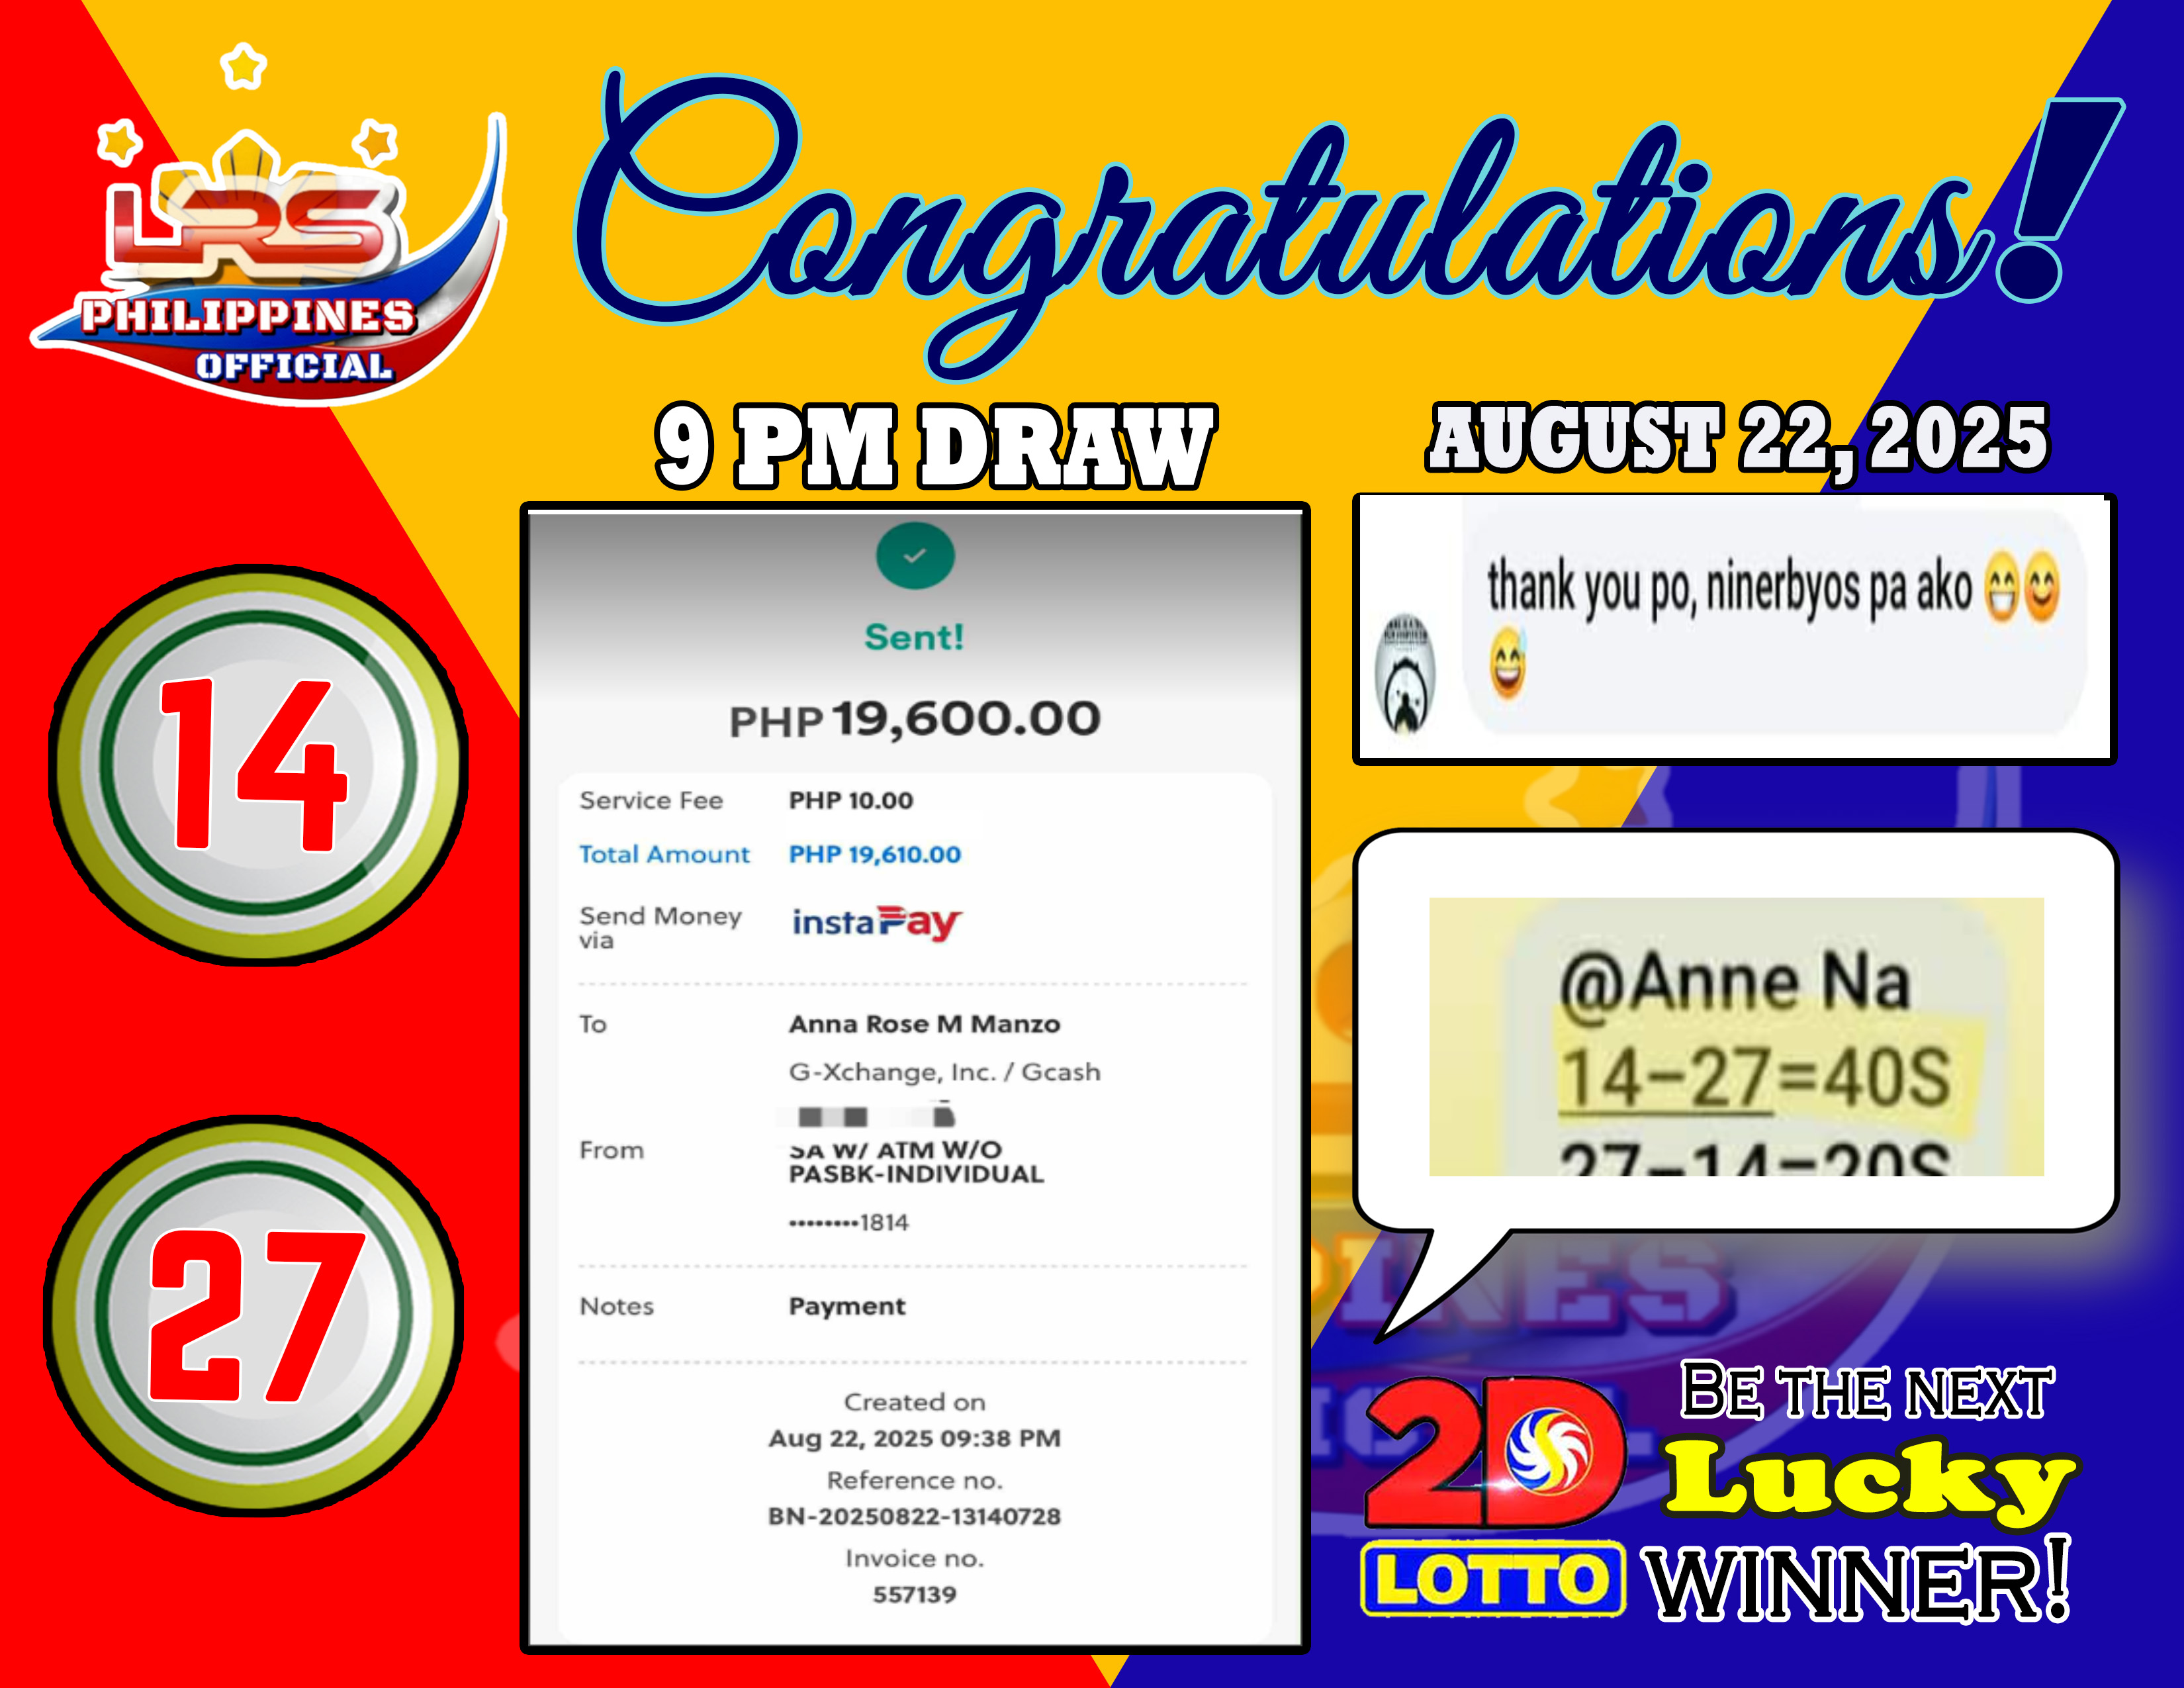 LRS
PHILIPPINES
OFFICIAL
Congratulations!
9 PM DRAW
AUGUST 22, 2025
14
27
Sent!
PHP 19,600.00
Service Fee PHP 10.00
Total Amount PHP 19,610.00
Send Money
via
instaPay
To Anna Rose M Manzo
G-Xchange, Inc. / Gcash
From SA W/ ATM W/O
PASBK-INDIVIDUAL
••••••••1814
Notes Payment
Created on
Aug 22, 2025 09:38 PM
Reference no.
BN-20250822-13140728
Invoice no.
557139
thank you po, ninerbyos pa ako 😁😊
😅
@Anne Na
14-27=40S
27-14=20S
2D
LOTTO
BE THE NEXT
Lucky
WINNER!